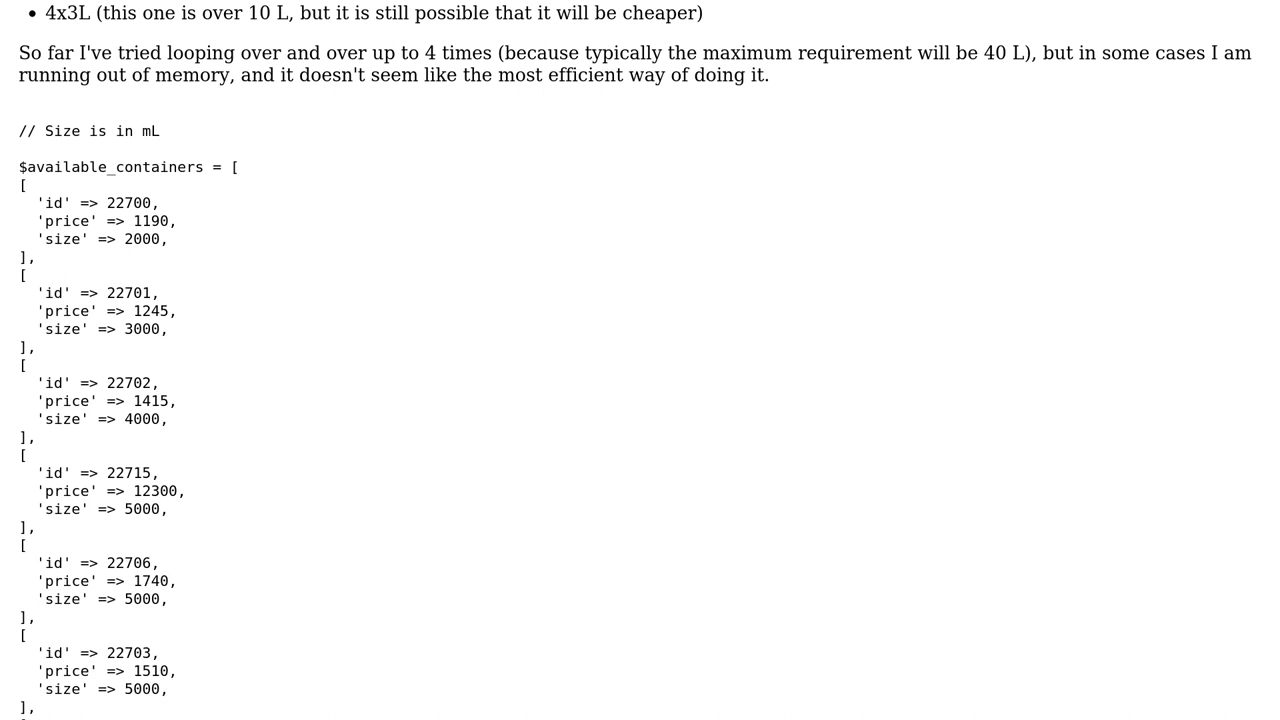 • 4x3L (this one is over 10 L, but it is still possible that it will be cheaper)
So far I've tried looping over and over up to 4 times (because typically the maximum requirement will be 40 L), but in some cases I am
running out of memory, and it doesn't seem like the most efficient way of doing it.
// Size is in mL
$available_containers = [
[
'id' => 22700,
'price' => 1190,
'size' => 2000,
],
[
'id' => 22701,
'price' => 1245,
'size' => 3000,
],
[
'id' => 22702,
'price' => 1415,
'size' => 4000,
],
[
'id' => 22715,
'price' => 12300,
'size' => 5000,
],
[
'id' => 22706,
'price' => 1740,
'size' => 5000,
],
[
'id' => 22703,
'price' => 1510,
'size' => 5000,
],